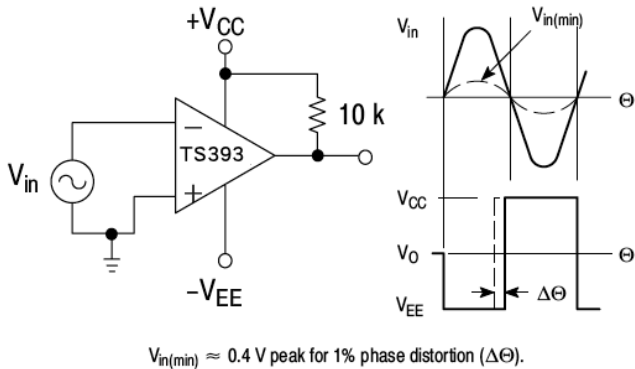 +VCC
10 k
−
TS393
+
Vin
−VEE
Vin
Vin(min)
Θ
VCC
VO
Θ
VEE
ΔΘ
Vin(min) ≈ 0.4 V peak for 1% phase distortion (ΔΘ).